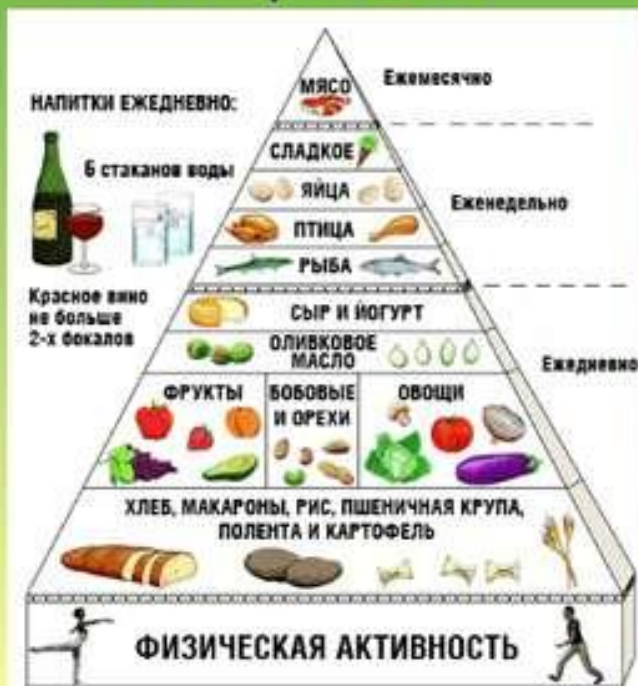 НАПИТКИ ЕЖЕДНЕВНО:
6 стаканов воды
Красное вино
не больше
2-х бокалов
МЯСО
Ежемесячно
СЛАДКОЕ
ЯЙЦА
ПТИЦА
РЫБА
Еженедельно
СЫР И ЙОГУРТ
ОЛИВКОВОЕ
МАСЛО
Ежедневно
ФРУКТЫ
БОБОВЫЕ
И ОРЕХИ
ОВОЩИ
ХЛЕБ, МАКАРОНЫ, РИС, ПШЕНИЧНАЯ КРУПА,
ПОЛЕНТА И КАРТОФЕЛЬ
ФИЗИЧЕСКАЯ АКТИВНОСТЬ